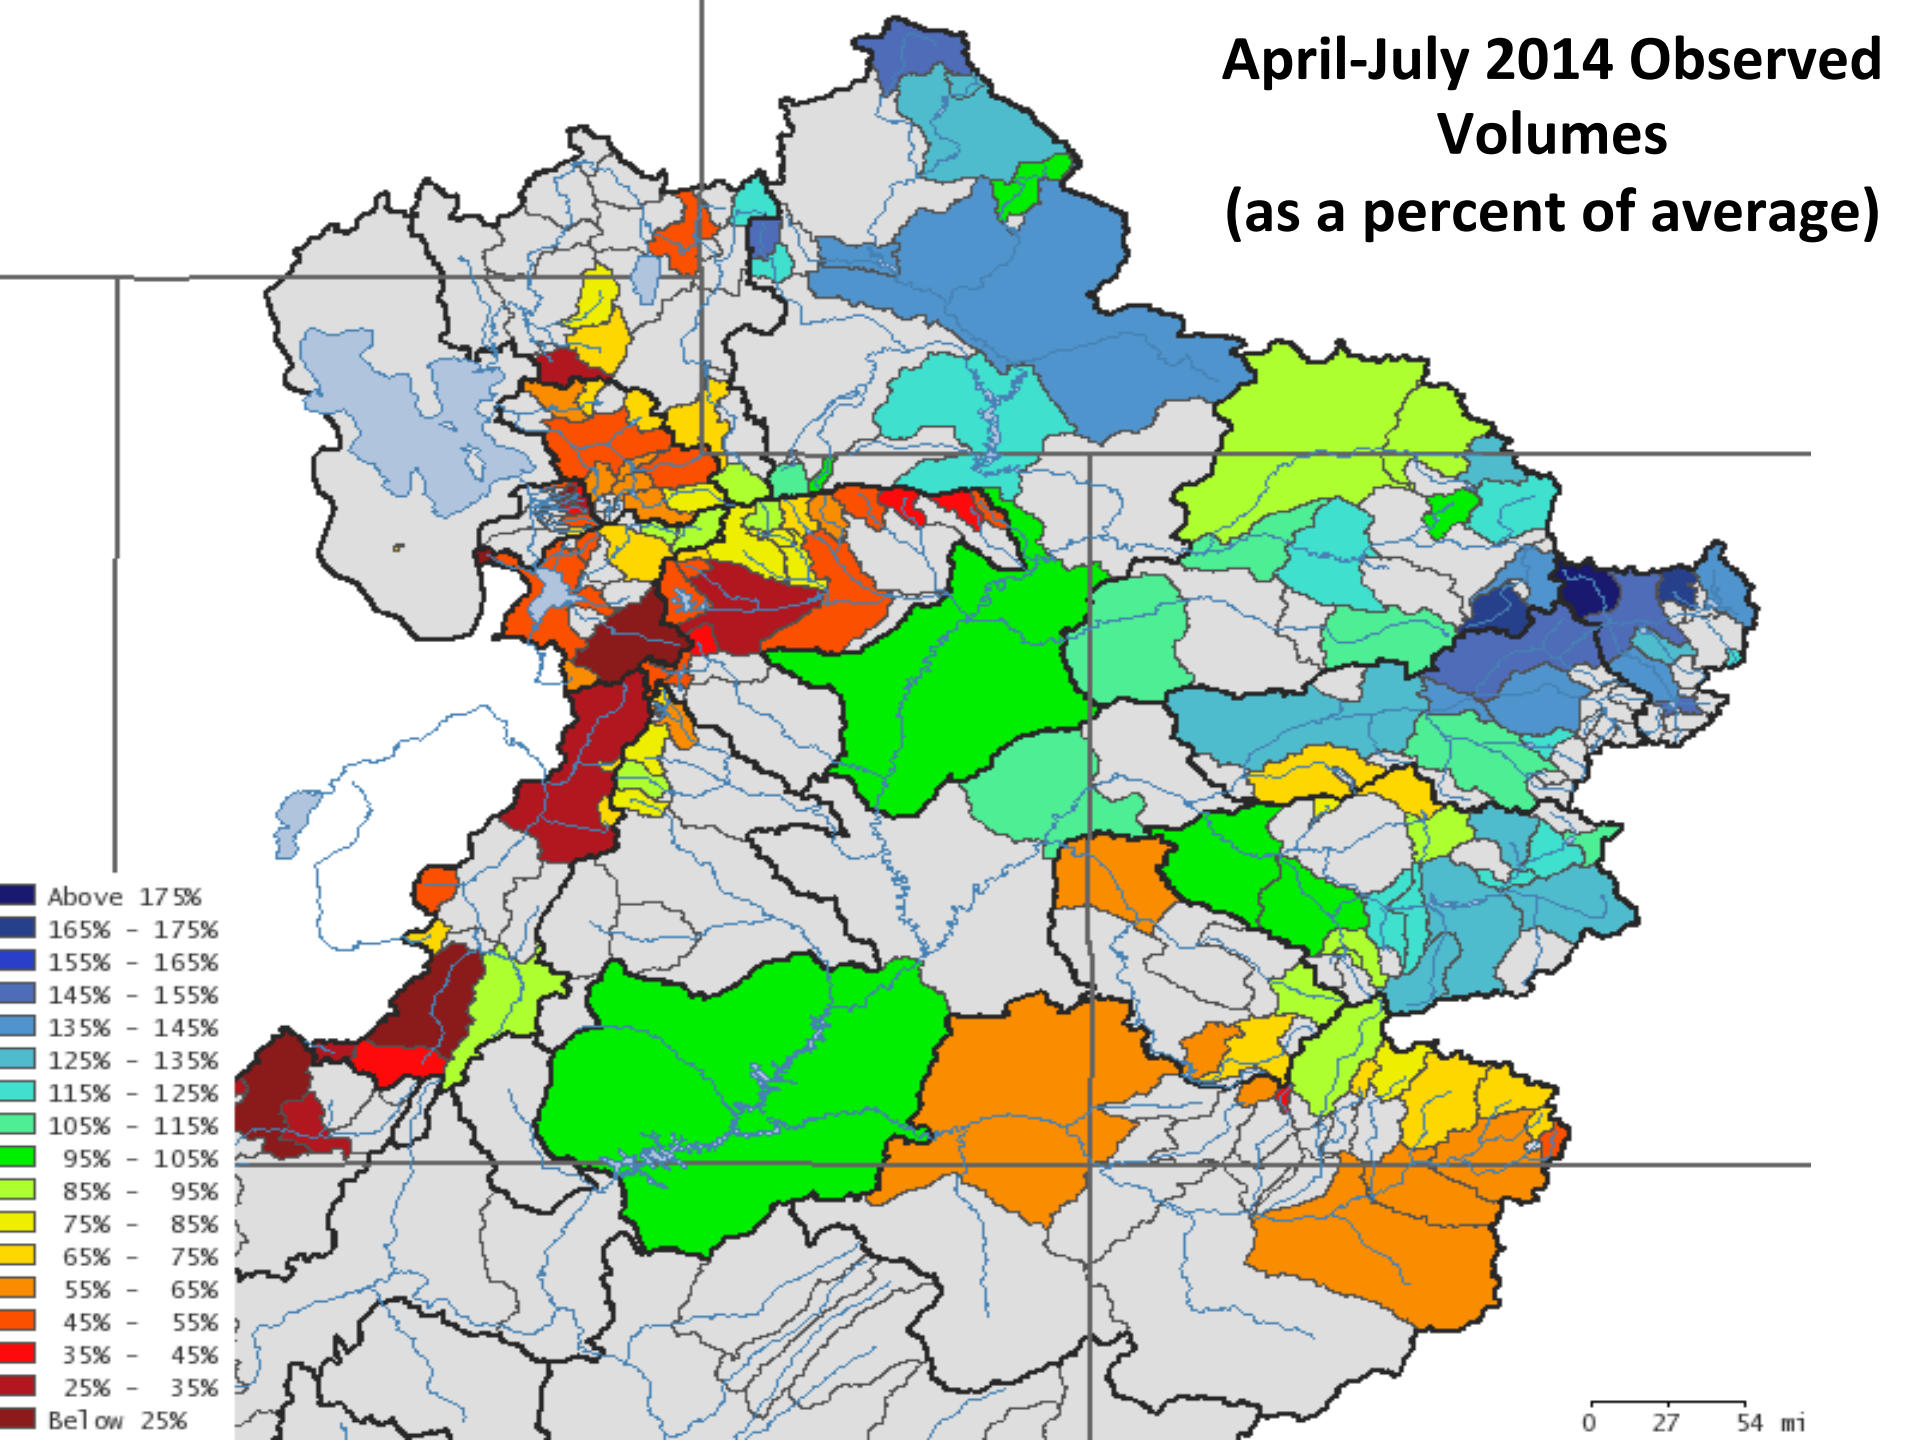 April-July 2014 Observed
Volumes
(as a percent of average)
Above 175%
165% - 175%
155% - 165%
145% - 155%
135% - 145%
125% - 135%
115% - 125%
105% - 115%
95% - 105%
85% - 95%
75% - 85%
65% - 75%
55% - 65%
45% - 55%
35% - 45%
25% - 35%
Below 25%
0 27 54 mi